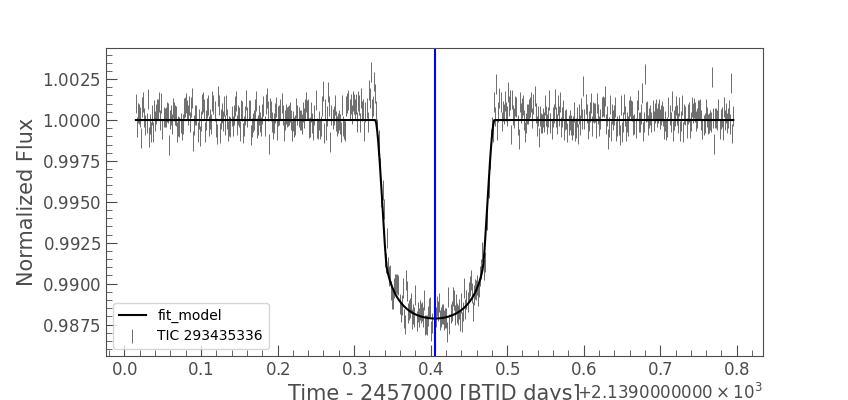 Normalized Flux
1.0025
1.0000
0.9975
0.9950
0.9925
0.9900
0.9875
fit_model
TIC 293435336
0.0 0.1 0.2 0.3 0.4 0.5 0.6 0.7 0.8
Time - 2457000 [BTJD days]
+2.1390000000 × 10³